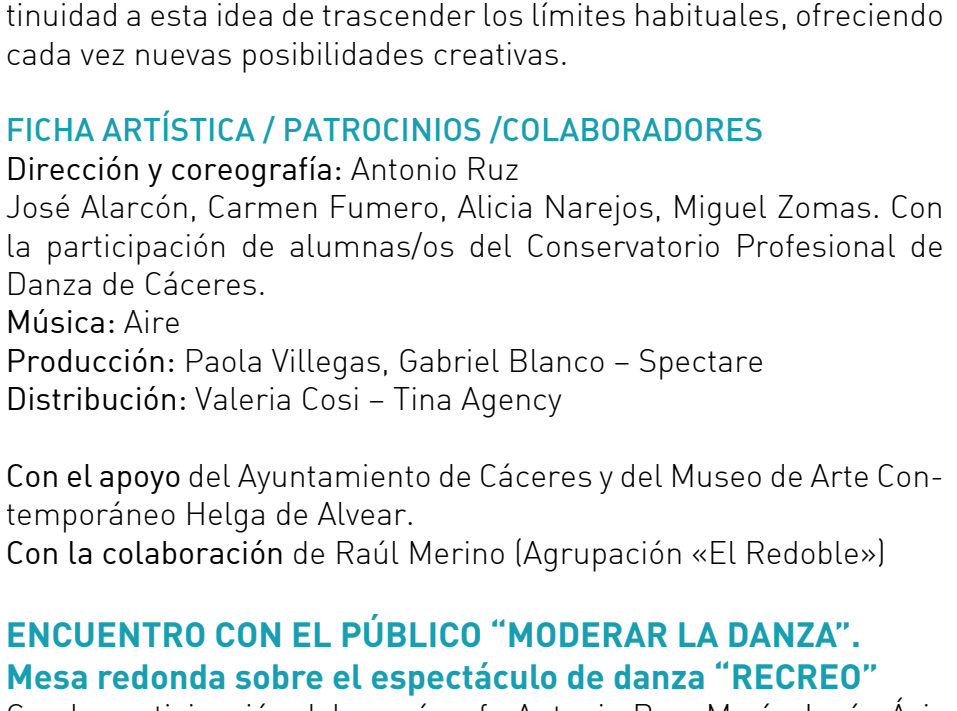 tinuidad a esta idea de trascender los límites habituales, ofreciendo
cada vez nuevas posibilidades creativas.
FICHA ARTÍSTICA / PATROCINIOS /COLABORADORES
Dirección y coreografía: Antonio Ruz
José Alarcón, Carmen Fumero, Alicia Narejos, Miguel Zomas. Con
la participación de alumnas/os del Conservatorio Profesional de
Danza de Cáceres.
Música: Aire
Producción: Paola Villegas, Gabriel Blanco – Spectare
Distribución: Valeria Cosi – Tina Agency
Con el apoyo del Ayuntamiento de Cáceres y del Museo de Arte Con-
temporáneo Helga de Alvear.
Con la colaboración de Raúl Merino (Agrupación «El Redoble»)
ENCUENTRO CON EL PÚBLICO “MODERAR LA DANZA”.
Mesa redonda sobre el espectáculo de danza “RECREO”